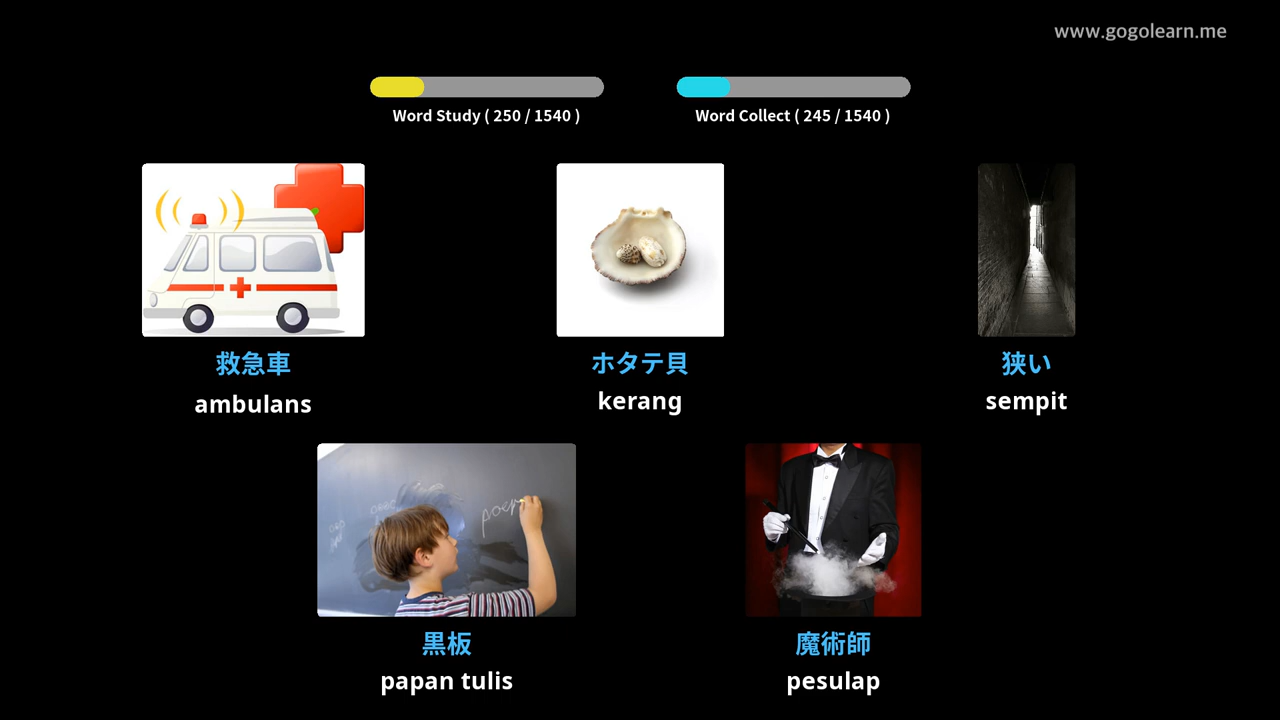 www.gogolearn.me
Word Study ( 250 / 1540 )
Word Collect ( 245 / 1540 )
救急車
ambulans
ホタテ貝
kerang
狭い
sempit
poer
黒板
papan tulis
魔術師
pesulap